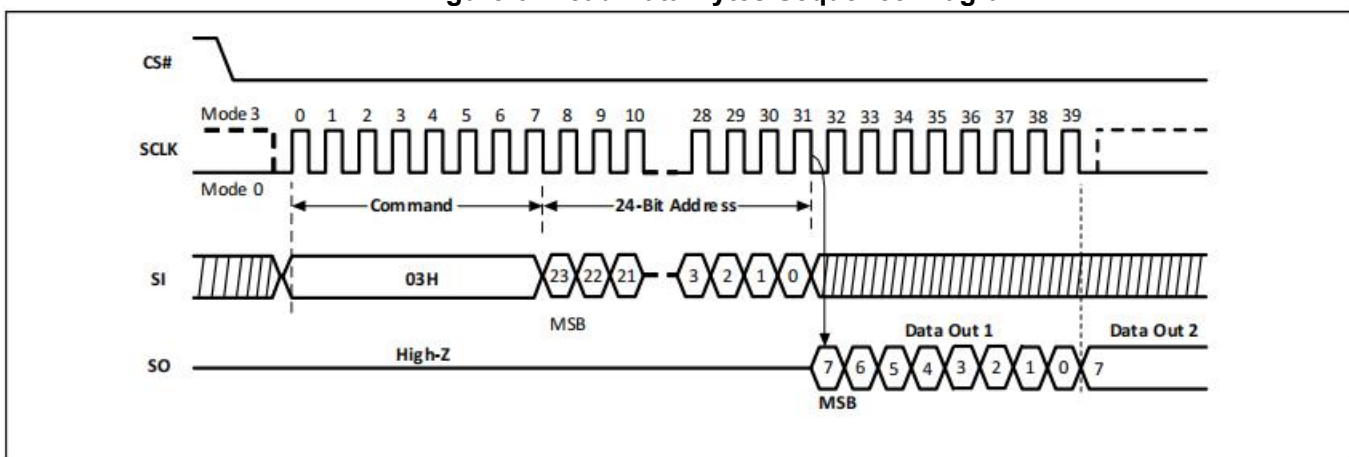 CS#
Mode 3
0 1 2 3 4 5 6 7 8 9 10 28 29 30 31 32 33 34 35 36 37 38 39
SCLK
Mode 0
Command
24-Bit Address
SI
03H
23 22 21 3 2 1 0
MSB
Data Out 1
Data Out 2
High-Z
SO
7 6 5 4 3 2 1 0 7
MSB